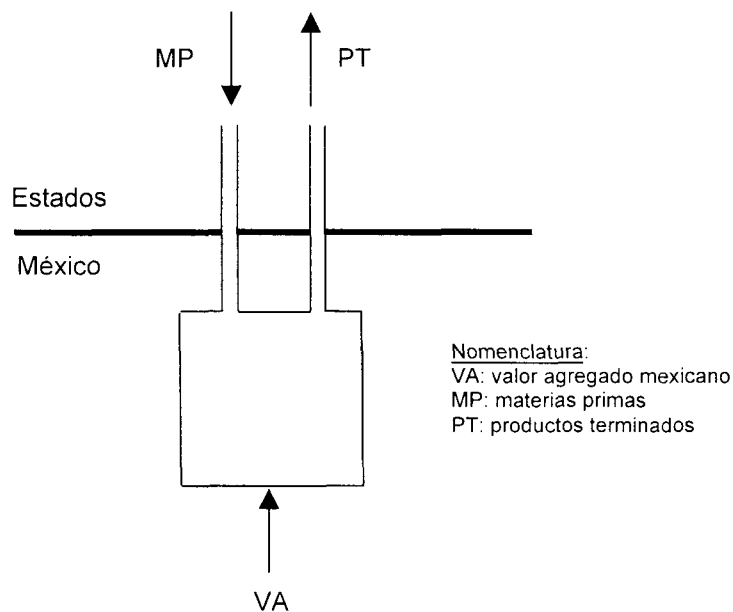 MP
PT
Estados
México
Nomenclatura:
VA: valor agregado mexicano
MP: materias primas
PT: productos terminados
VA